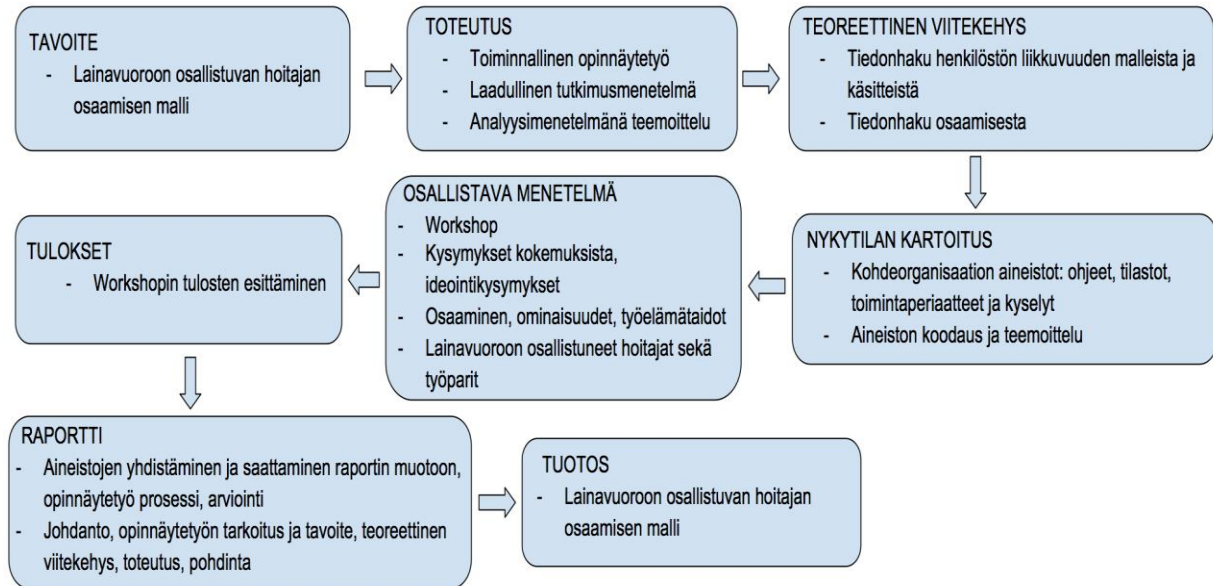 TAVOITE
- Lainavuoroon osallistuvan hoitajan
osaamisen malli
TOTEUTUS
- Toiminnallinen opinnäytetyö
- Laadullinen tutkimusmenetelmä
- Analyysimenetelmänä teemoittelu
TEOREETTINEN VIITEKEHYS
- Tiedonhaku henkilöstön liikkuvuuden malleista ja
käsitteistä
- Tiedonhaku osaamisesta
NYKYTILAN KARTOITUS
- Kohdeorganisaation aineistot: ohjeet, tilastot,
toimintaperiaatteet ja kyselyt
- Aineiston koodaus ja teemoittelu
OSALLISTAVA MENETELMÄ
- Workshop
- Kysymykset kokemuksista,
ideointikysymykset
- Osaaminen, ominaisuudet, työelämätaidot
- Lainavuoroon osallistuneet hoitajat sekä
työparit
TULOKSET
- Workshopin tulosten esittäminen
RAPORTTI
- Aineistojen yhdistäminen ja saattaminen raportin muotoon,
opinnäytetyö prosessi, arviointi
- Johdanto, opinnäytetyön tarkoitus ja tavoite, teoreettinen
viitekehys, toteutus, pohdinta
TUOTOS
- Lainavuoroon osallistuvan hoitajan
osaamisen malli